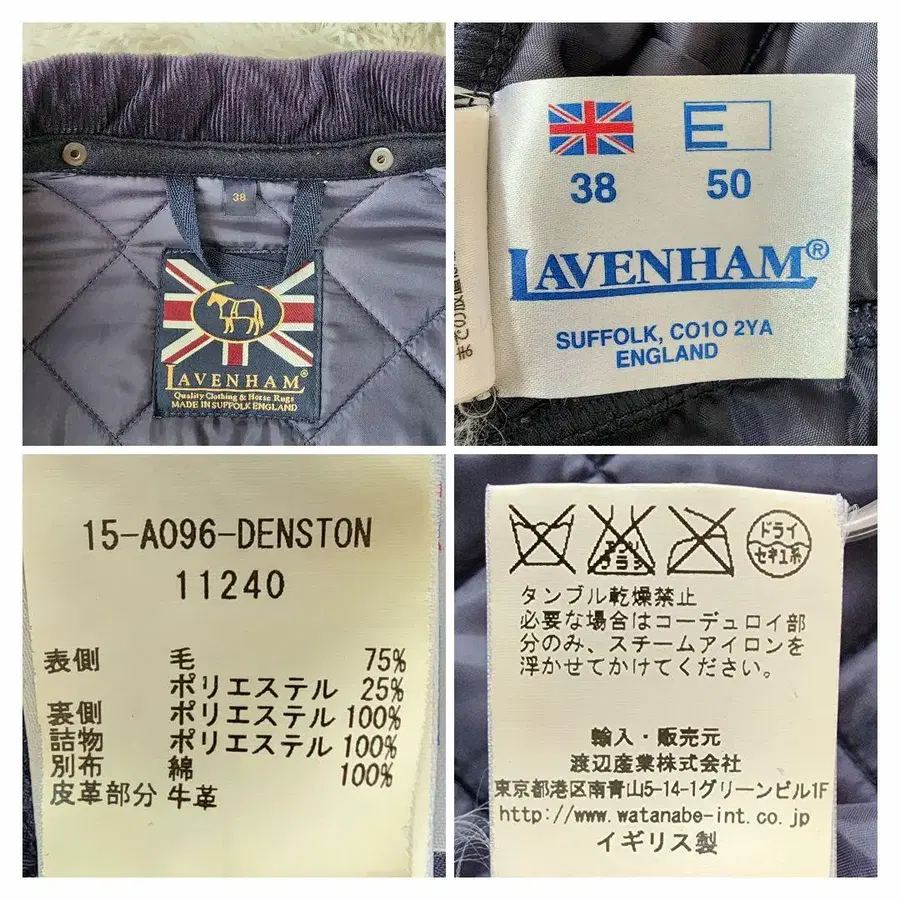 38
LAVENHAM®
Quality Clothing & Horse Rugs
MADE IN SUFFOLK ENGLAND
E
38 50
LAVENHAM®
SUFFOLK, CO10 2YA
ENGLAND
15-A096-DENSTON
11240
表側 毛 75%
ポリエステル 25%
裏側 ポリエステル 100%
詰物 ポリエステル 100%
別布 綿 100%
皮革部分 牛革
エンソ
サラシ
ドライ
セキユ系
タンブル乾燥禁止
必要な場合はコーデュロイ部
分のみ、スチームアイロンを
浮かせてかけてください。
輸入・販売元
渡辺産業株式会社
東京都港区南青山5-14-1グリーンビル1F
http://www.watanabe-int.co.jp
イギリス製